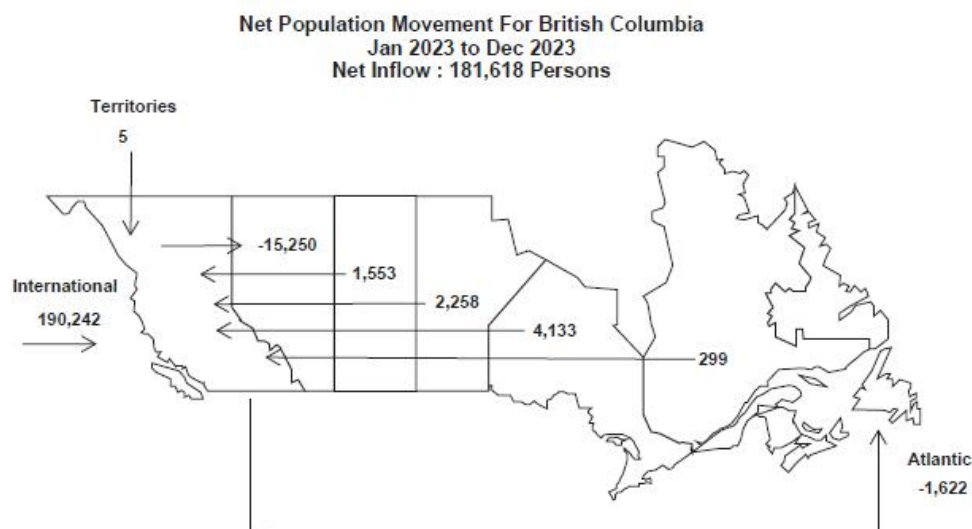 Net Population Movement For British Columbia
Jan 2023 to Dec 2023
Net Inflow : 181,618 Persons
Territories
5
-15,250
1,553
International
190,242
2,258
4,133
299
Atlantic
-1,622